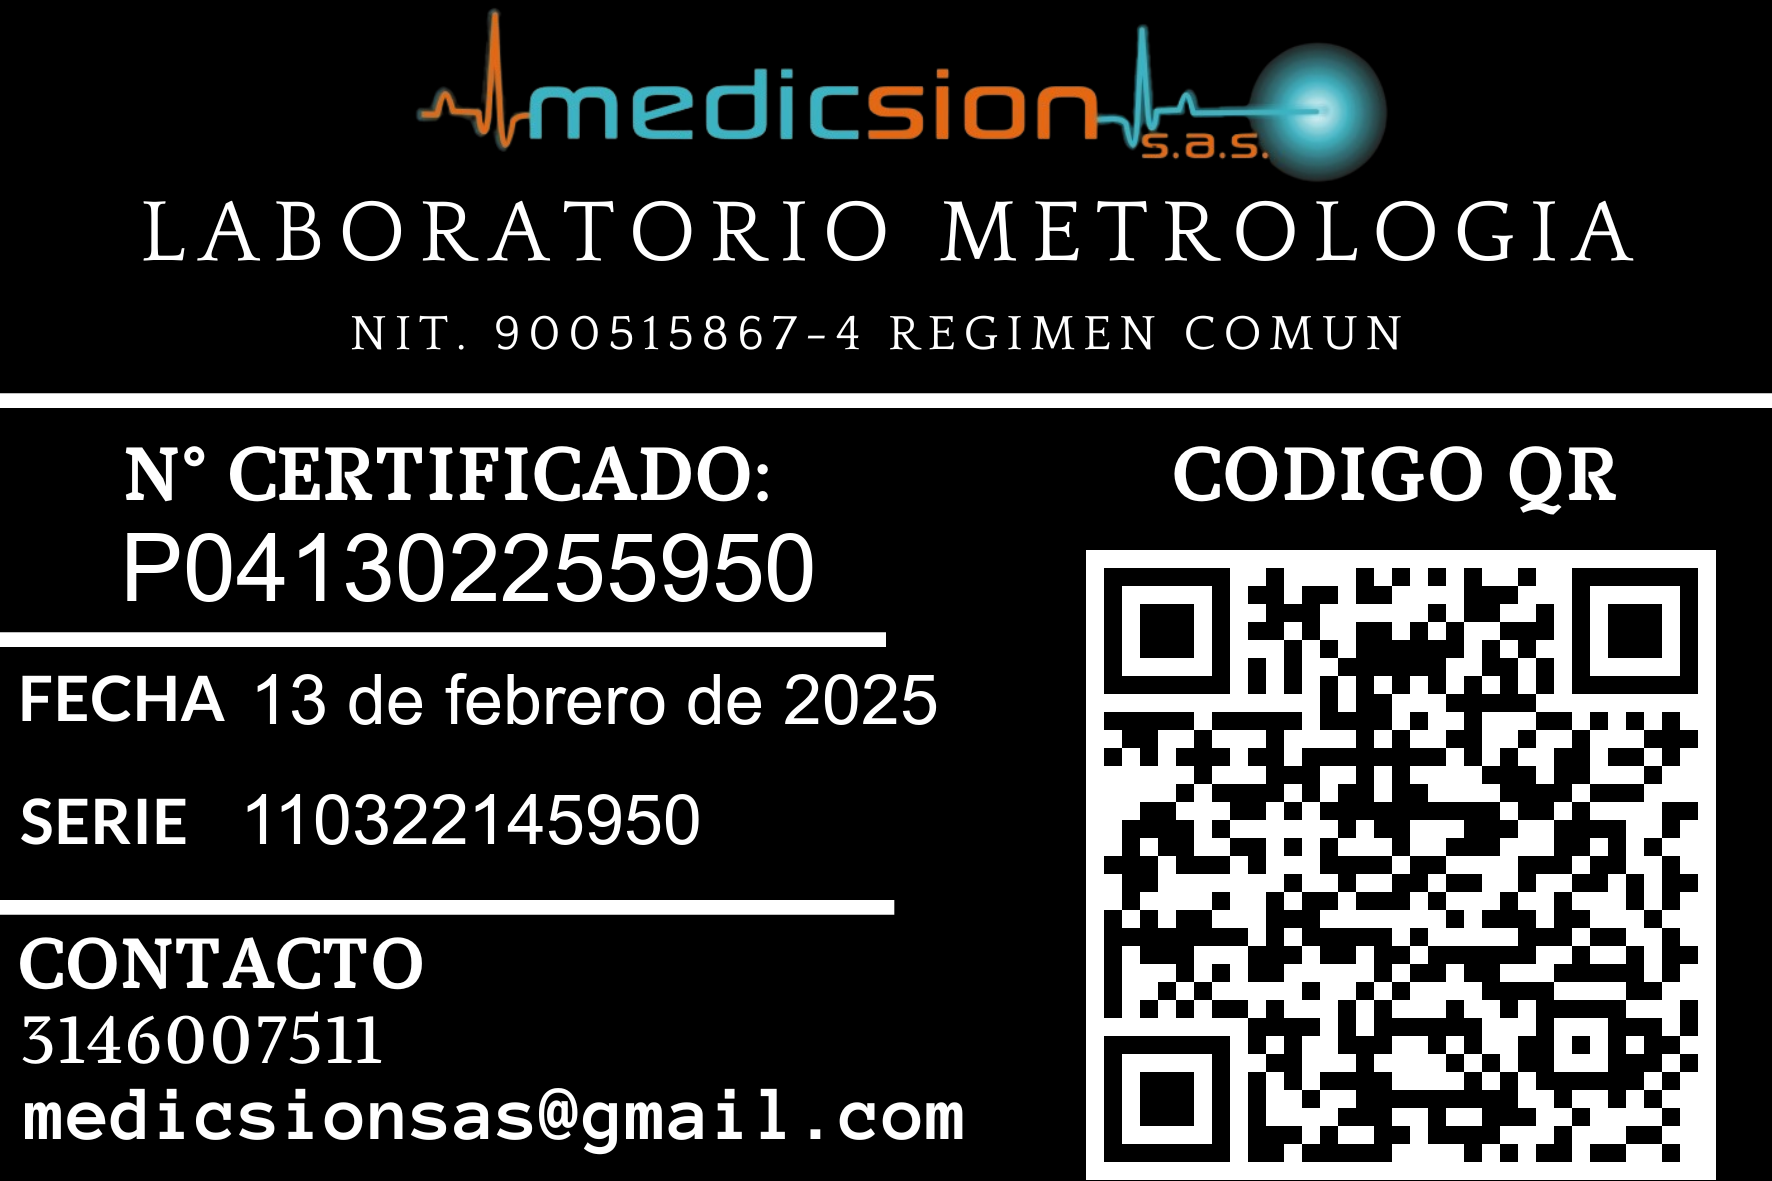 medicsion
s.a.s.
LABORATORIO METROLOGIA
NIT. 900515867-4 REGIMEN COMUN
N° CERTIFICADO:
P041302255950
CODIGO QR
FECHA 13 de febrero de 2025
SERIE 110322145950
CONTACTO
3146007511
medicsionsas@gmail.com